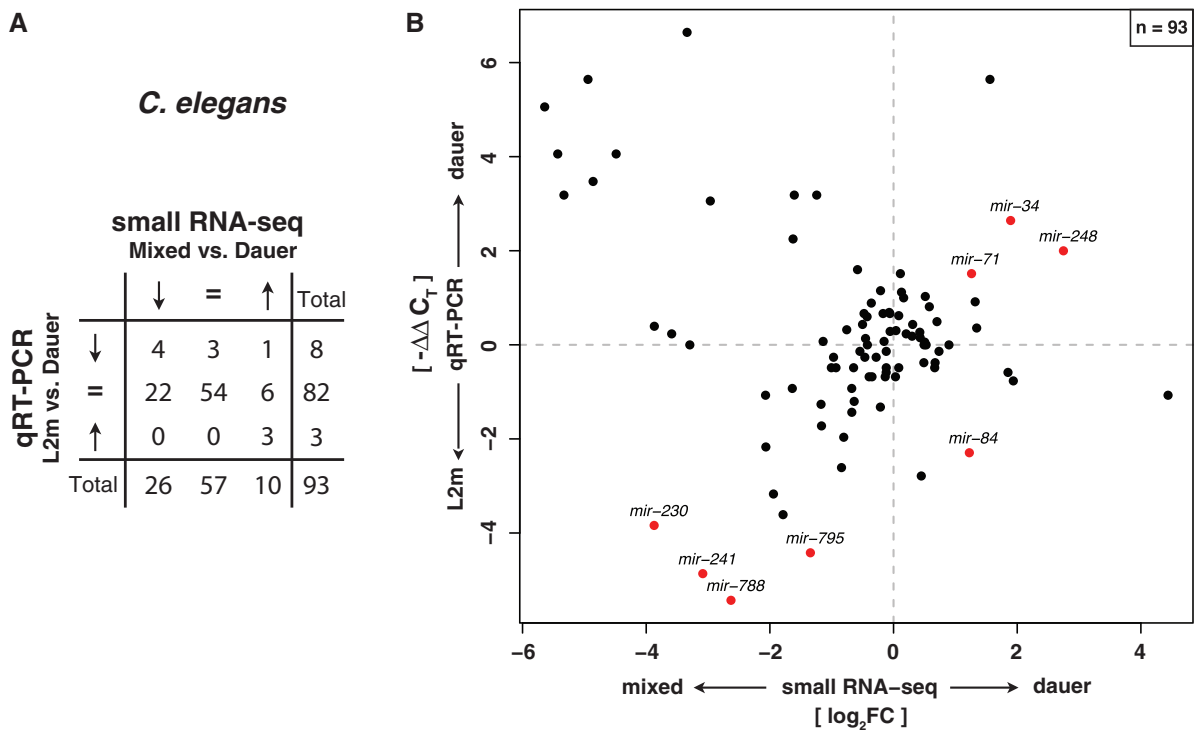 A
C. elegans
small RNA-seq
Mixed vs. Dauer
↓ = ↑ Total
qRT-PCR
L2m vs. Dauer
↓ 4 3 1 8
= 22 54 6 82
↑ 0 0 3 3
Total 26 57 10 93
B
n = 93
6
4
2
0
−2
−4
[ -ΔΔCT ]
L2m ← qRT-PCR → dauer
mir−34
mir−248
mir−71
mir−84
mir−230
mir−795
mir−241
mir−788
−6 −4 −2 0 2 4
mixed ← small RNA−seq → dauer
[ log2FC ]